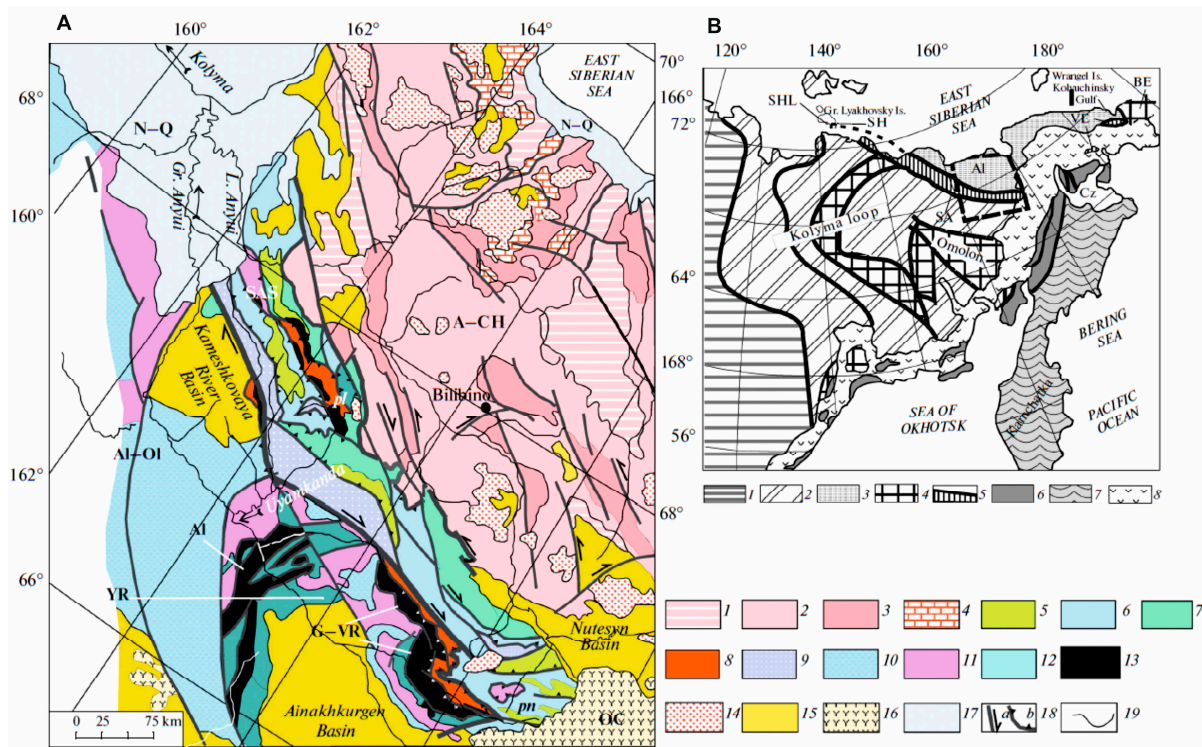 A
160°
162°
164°
68°
160°
162°
66°
70°
166°
72°
64°
168°
56°
68°
Kolyma
N–Q
Gr. Anyui
L. Anyui
EAST
SIBERIAN
SEA
N–Q
SAS
A–CH
Bilibino
Kameshkovaya
River
Basin
pl
Al–Ol
Uyamkanda
Al
YR
G–VR
Nutesyn
Basin
pn
OC
Ainakhkurgen
Basin
0 25 75 km
B
120°
140°
160°
180°
Wrangel Is.
Kolyuchinsky
Gulf
BE
VE
SHL
Gr. Lyakhovsky Is.
SH
EAST
SIBERIAN
SEA
Al
Cz
SA
Kolyma loop
Omolon
BERING
SEA
Kamchatka
SEA OF
OKHOTSK
PACIFIC
OCEAN
1 2 3 4 5 6 7 8
1 2 3 4 5 6 7
8 9 10 11 12 13
14 15 16 17 a b 18 19